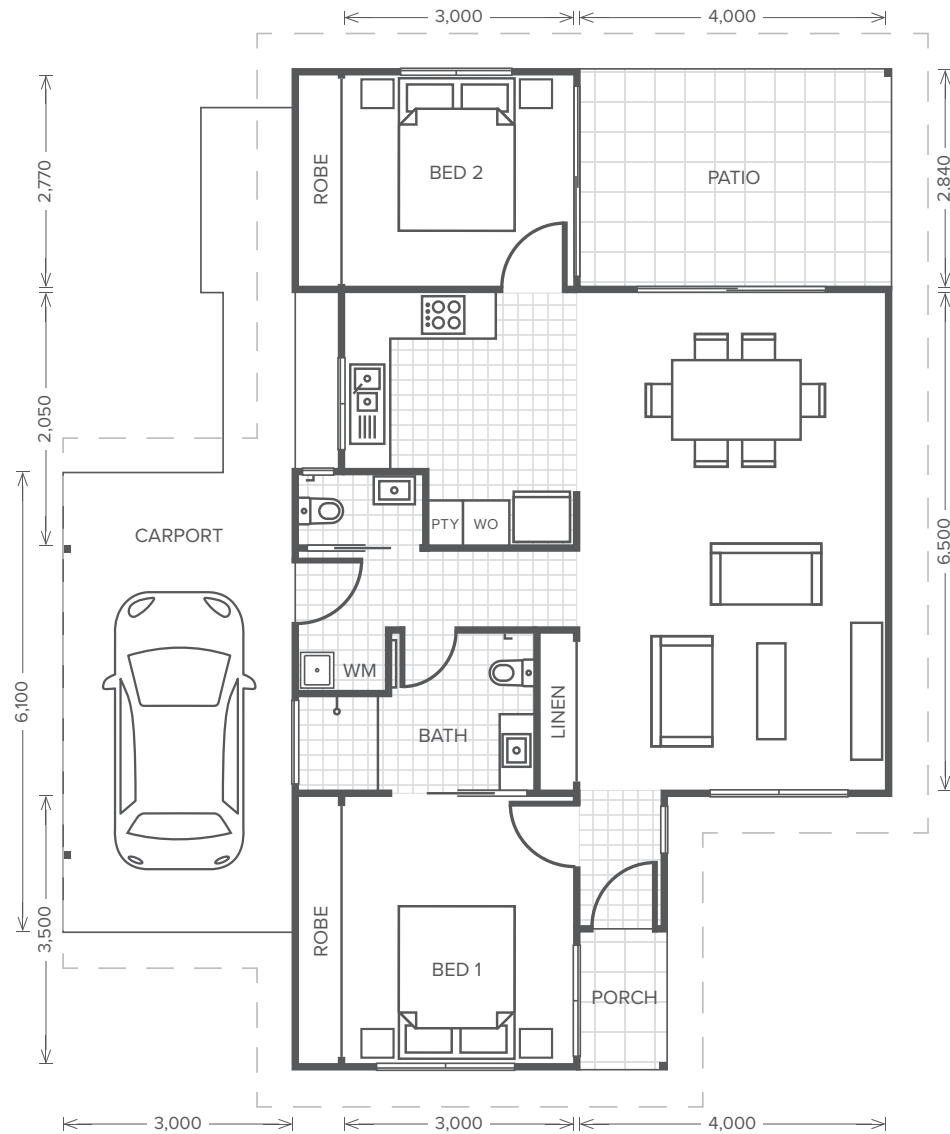 3,000
4,000
2,770
2,840
ROBE
BED 2
PATIO
2,050
6,500
PTY
WO
CARPORT
WM
6,100
BATH
LINEN
3,500
ROBE
BED 1
PORCH
3,000
3,000
4,000